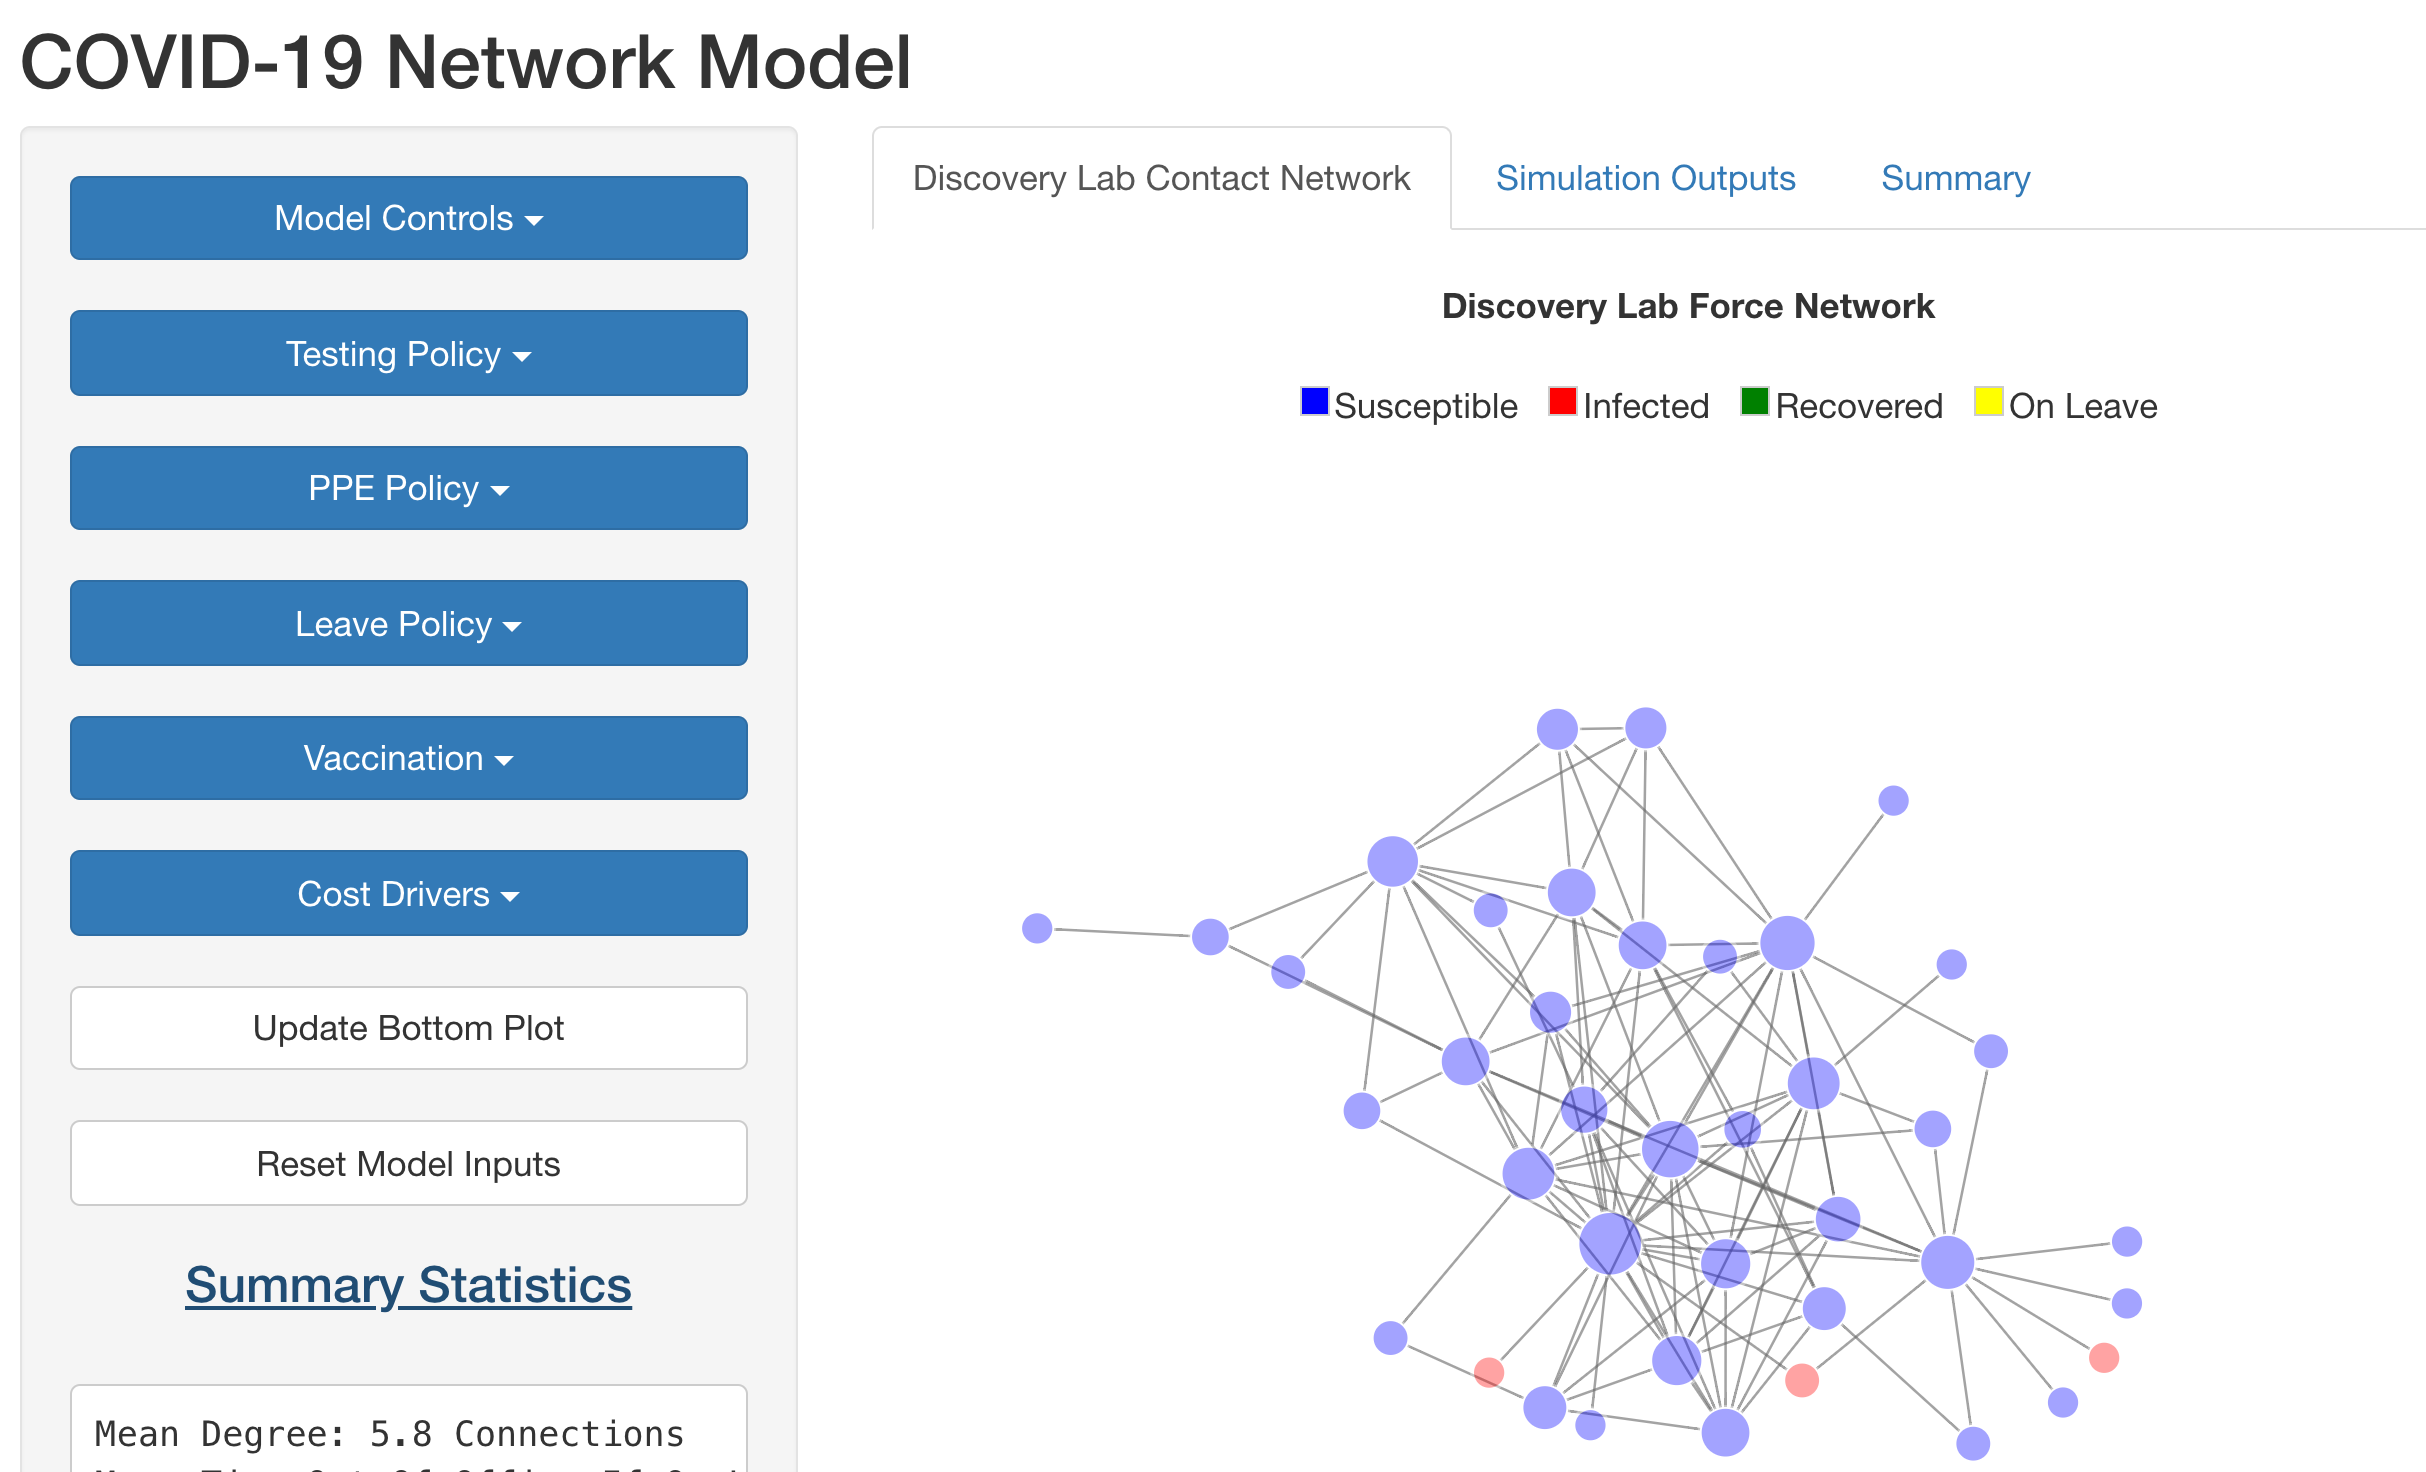 COVID-19 Network Model
Model Controls
Testing Policy
PPE Policy
Leave Policy
Vaccination
Cost Drivers
Update Bottom Plot
Reset Model Inputs
Summary Statistics
Mean Degree: 5.8 Connections
Discovery Lab Contact Network
Simulation Outputs
Summary
Discovery Lab Force Network
Susceptible Infected Recovered On Leave